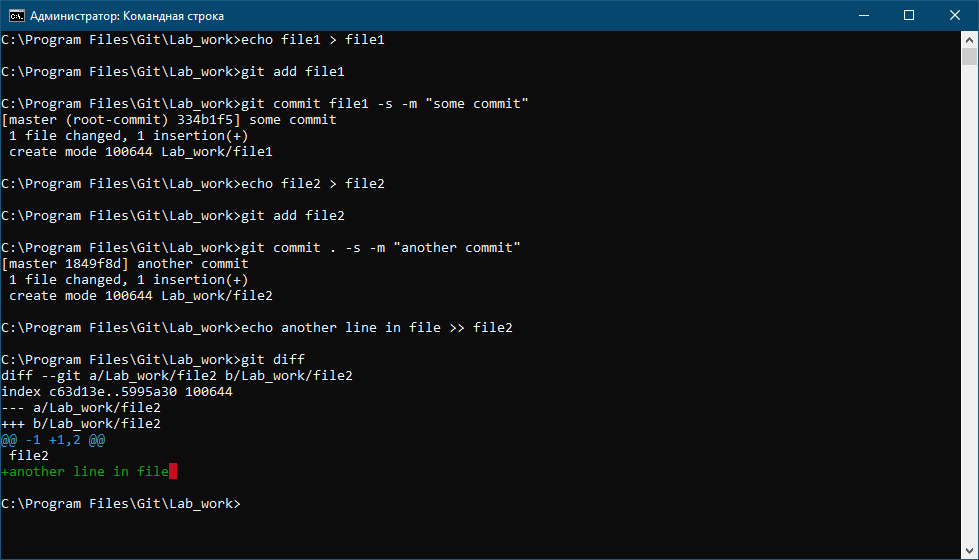 Администратор: Командная строка
C:\Program Files\Git\Lab_work>echo file1 > file1
C:\Program Files\Git\Lab_work>git add file1
C:\Program Files\Git\Lab_work>git commit file1 -s -m "some commit"
[master (root-commit) 334b1f5] some commit
 1 file changed, 1 insertion(+)
 create mode 100644 Lab_work/file1
C:\Program Files\Git\Lab_work>echo file2 > file2
C:\Program Files\Git\Lab_work>git add file2
C:\Program Files\Git\Lab_work>git commit . -s -m "another commit"
[master 1849f8d] another commit
 1 file changed, 1 insertion(+)
 create mode 100644 Lab_work/file2
C:\Program Files\Git\Lab_work>echo another line in file >> file2
C:\Program Files\Git\Lab_work>git diff
diff --git a/Lab_work/file2 b/Lab_work/file2
index c63d13e..5995a30 100644
--- a/Lab_work/file2
+++ b/Lab_work/file2
@@ -1 +1,2 @@
 file2
+another line in file
C:\Program Files\Git\Lab_work>